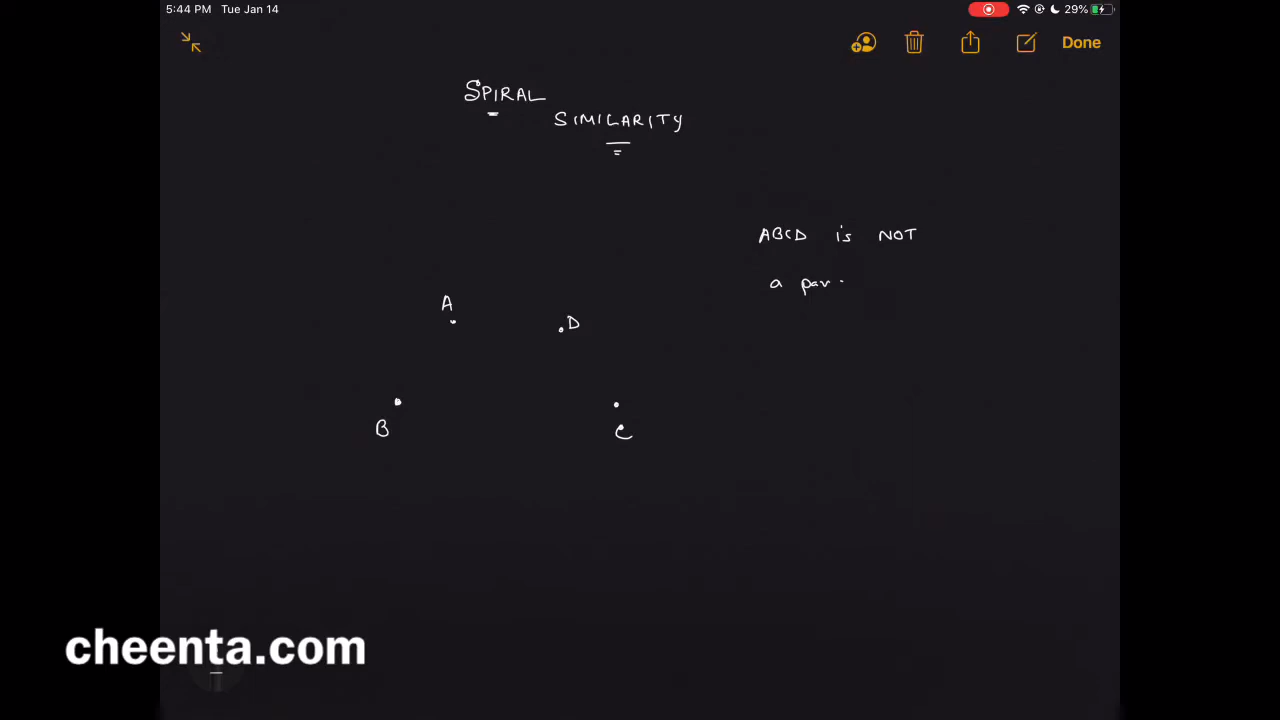 5:44 PM Tue Jan 14 29%
Done
SPIRAL
SIMILARITY
ABCD is NOT
a par
A
D
B
C
cheenta.com